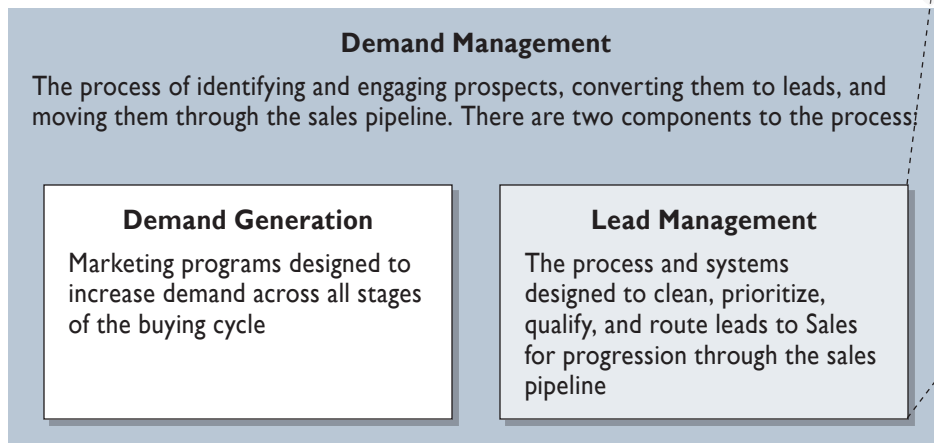 Demand Management
The process of identifying and engaging prospects, converting them to leads, and
moving them through the sales pipeline. There are two components to the process:
Demand Generation
Marketing programs designed to
increase demand across all stages
of the buying cycle
Lead Management
The process and systems
designed to clean, prioritize,
qualify, and route leads to Sales
for progression through the sales
pipeline